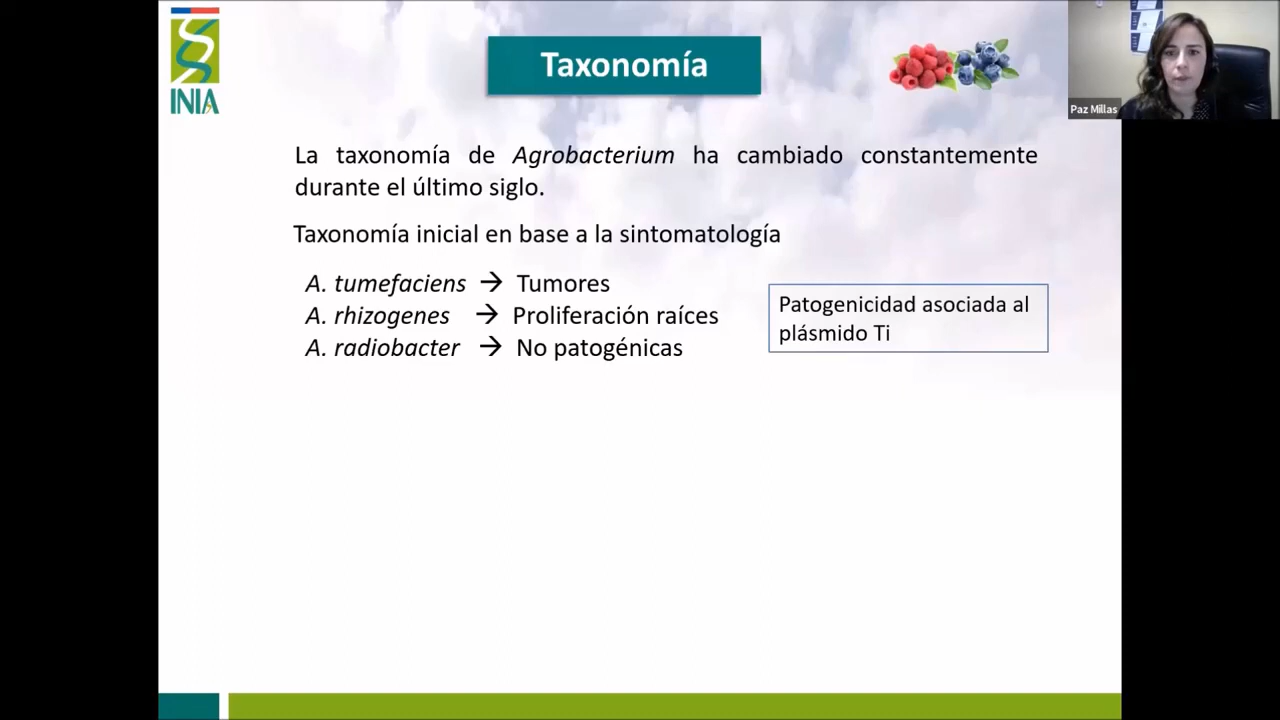 INIA
Taxonomía
Paz Millas
La taxonomía de Agrobacterium ha cambiado constantemente
durante el último siglo.
Taxonomía inicial en base a la sintomatología
A. tumefaciens → Tumores
A. rhizogenes → Proliferación raíces
A. radiobacter → No patogénicas
Patogenicidad asociada al
plásmido Ti